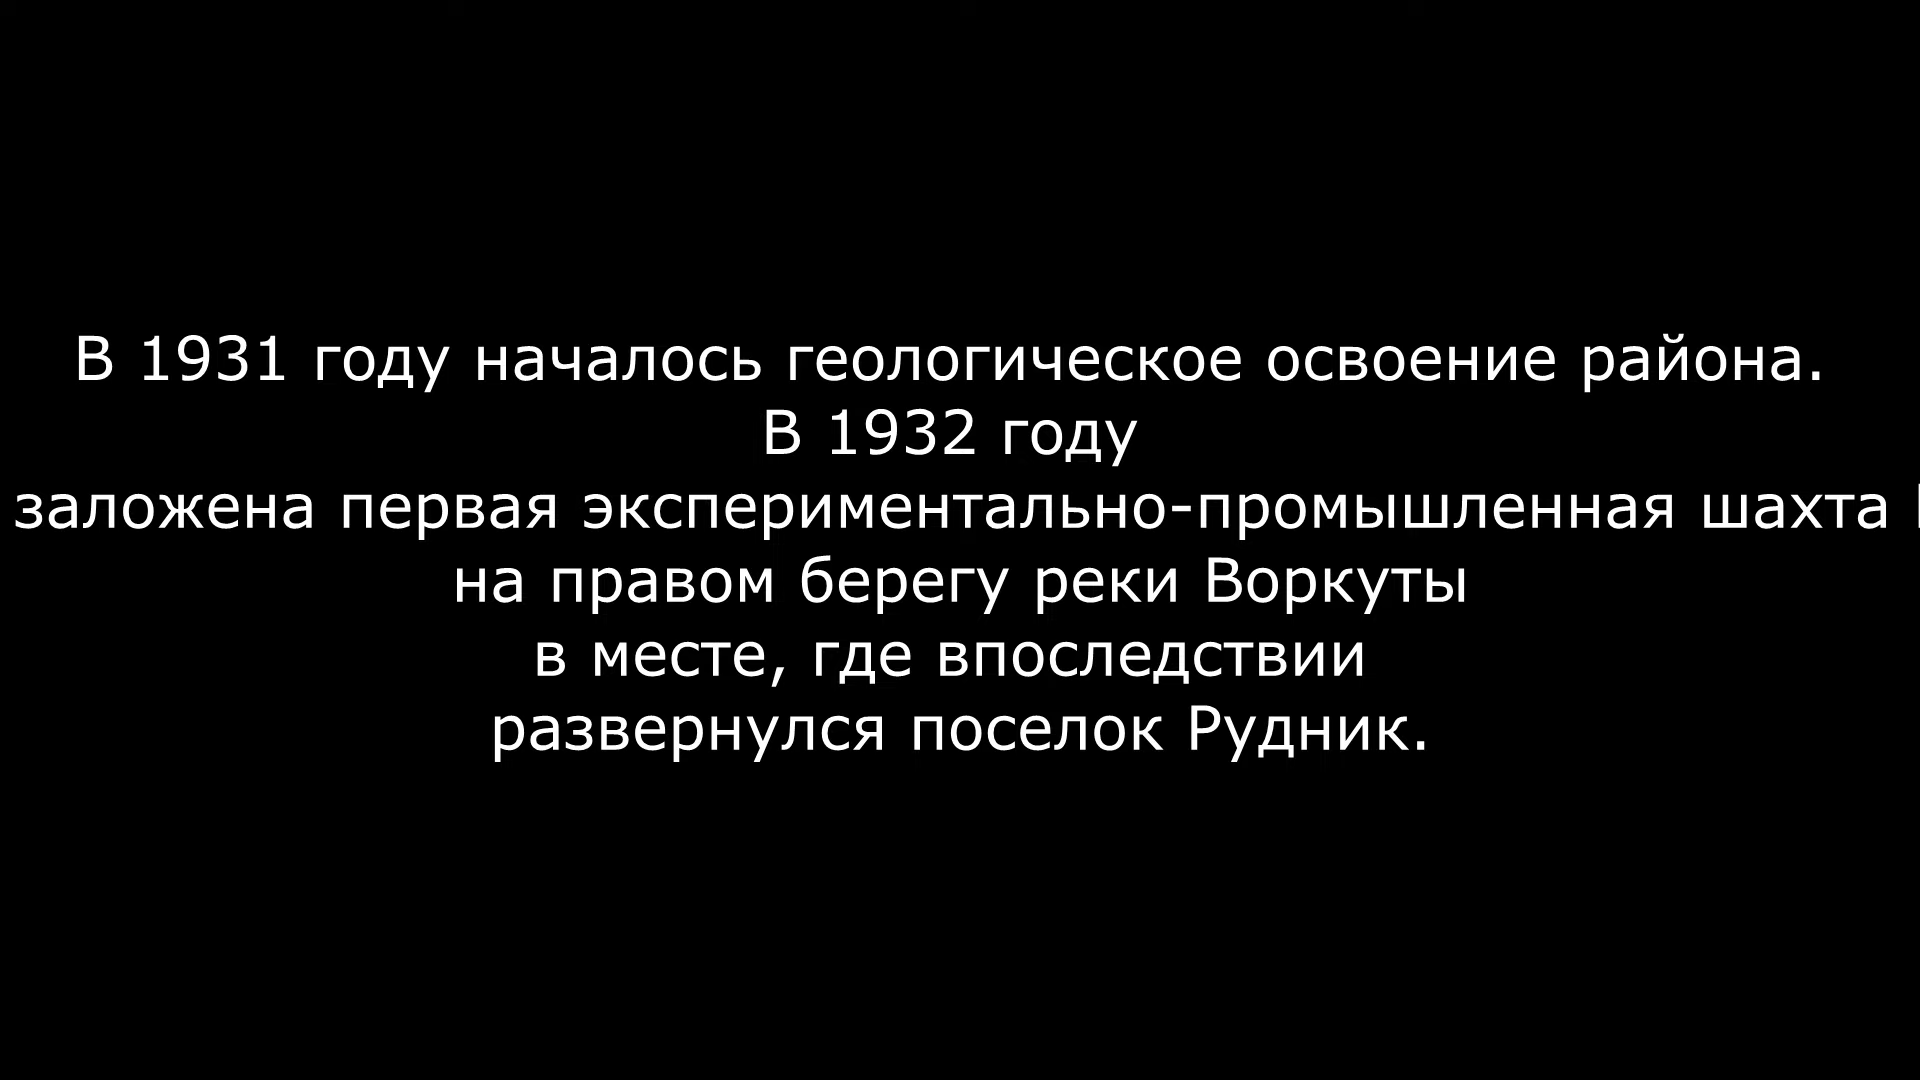 В 1931 году началось геологическое освоение района.
В 1932 году
заложена первая экспериментально-промышленная шахта
на правом берегу реки Воркуты
в месте, где впоследствии
развернулся поселок Рудник.